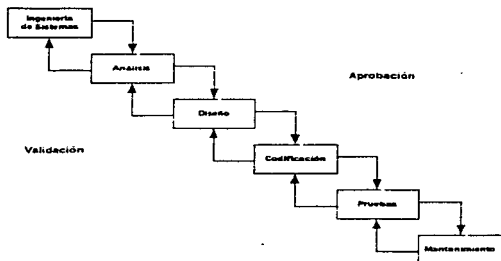 Ingeniería
de Sistemas
Análisis
Aprobación
Diseño
Validación
Codificación
Pruebas
Mantenimiento